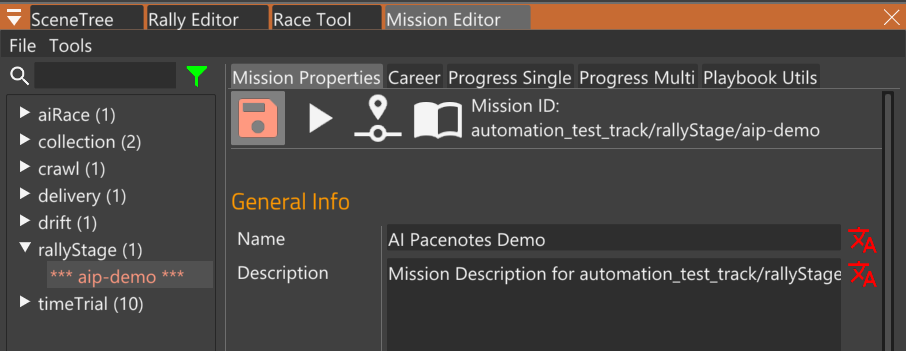 SceneTree Rally Editor Race Tool Mission Editor
File Tools
Mission Properties Career Progress Single Progress Multi Playbook Utils
aiRace (1)
collection (2)
crawl (1)
delivery (1)
drift (1)
rallyStage (1)
*** aip-demo ***
timeTrial (10)
Mission ID:
automation_test_track/rallyStage/aip-demo
General Info
Name AI Pacenotes Demo
Description Mission Description for automation_test_track/rallyStage